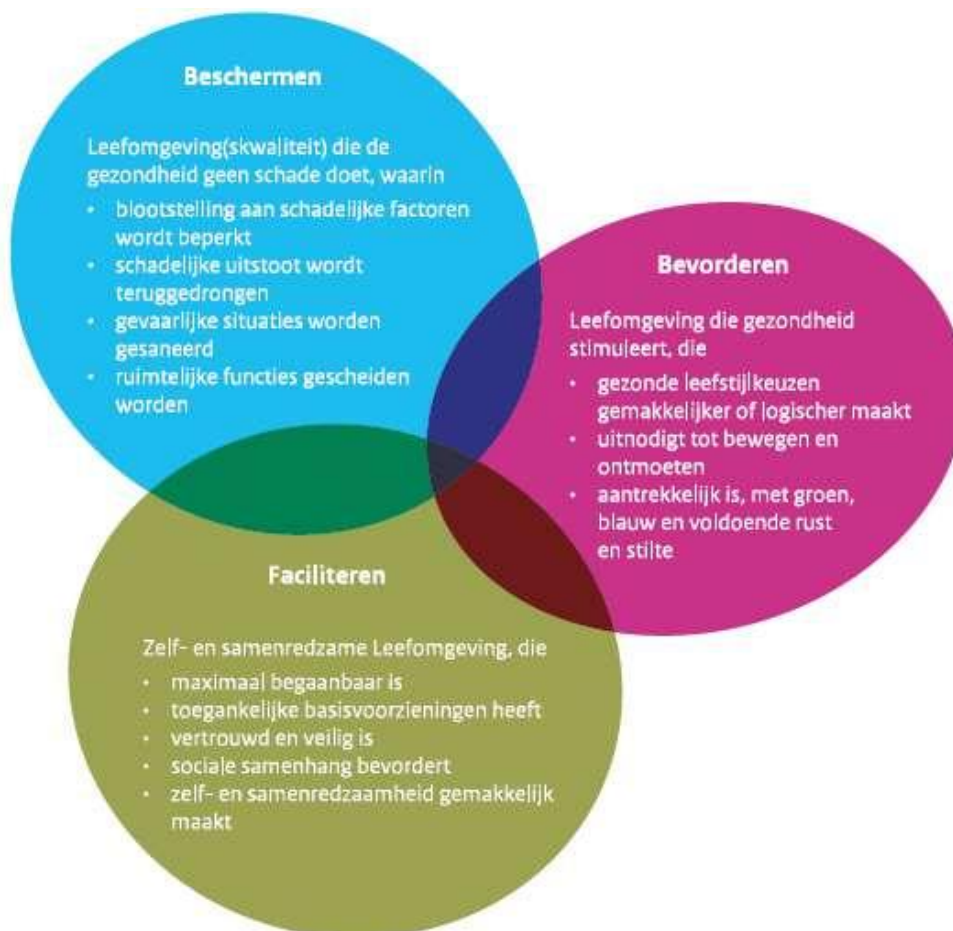 Beschermen
Leefomgeving(skwaliteit) die de
gezondheid geen schade doet, waarin
• blootstelling aan schadelijke factoren
wordt beperkt
• schadelijke uitstoot wordt
teruggedrongen
• gevaarlijke situaties worden
gesaneerd
• ruimtelijke functies gescheiden
worden
Bevorderen
Leefomgeving die gezondheid
stimuleert, die
• gezonde leefstijlkeuzen
gemakkelijker of logischer maakt
• uitnodigt tot bewegen en
ontmoeten
• aantrekkelijk is, met groen,
blauw en voldoende rust
en stilte
Faciliteren
Zelf- en samenredzame Leefomgeving, die
• maximaal begaanbaar is
• toegankelijke basisvoorzieningen heeft
• vertrouwd en veilig is
• sociale samenhang bevordert
• zelf- en samenredzaamheid gemakkelijk
maakt